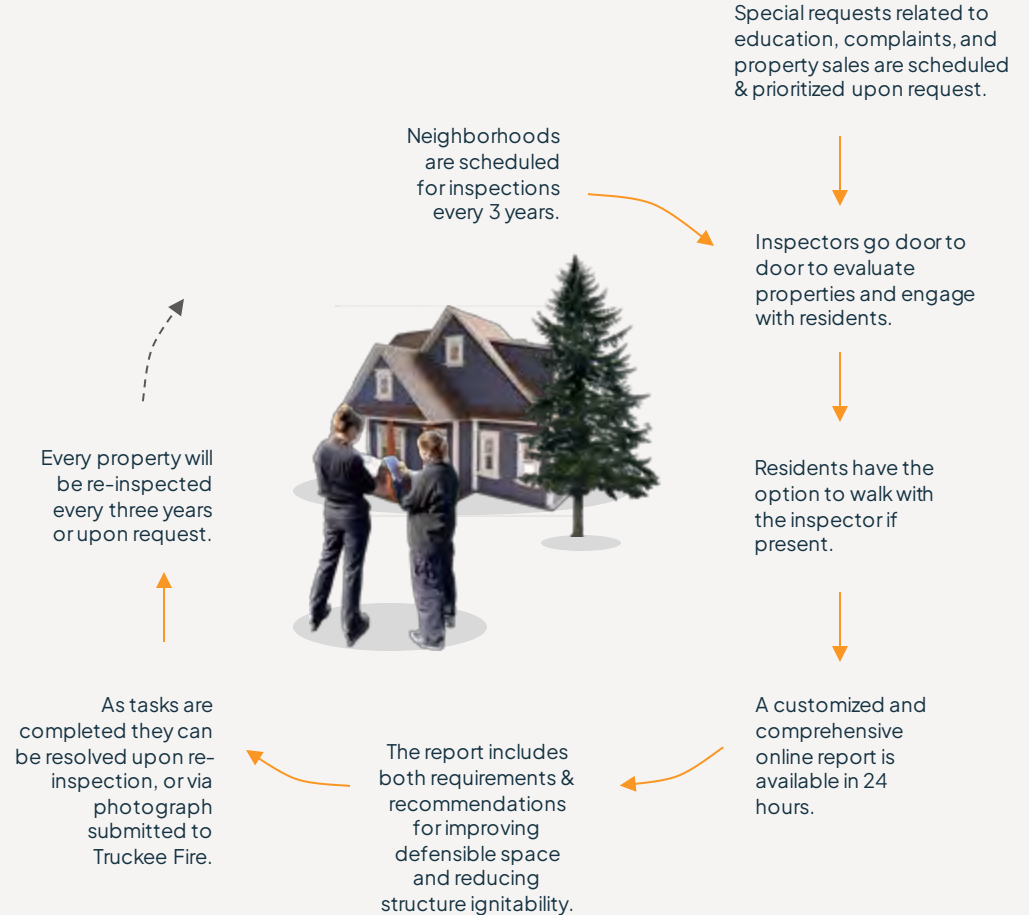 Special requests related to
education, complaints, and
property sales are scheduled
& prioritized upon request.
Neighborhoods
are scheduled
for inspections
every 3 years.
Inspectors go door to
door to evaluate
properties and engage
with residents.
Residents have the
option to walk with
the inspector if
present.
A customized and
comprehensive
online report is
available in 24
hours.
The report includes
both requirements &
recommendations
for improving
defensible space
and reducing
structure ignitability.
As tasks are
completed they can
be resolved upon re-
inspection, or via
photograph
submitted to
Truckee Fire.
Every property will
be re-inspected
every three years
or upon request.